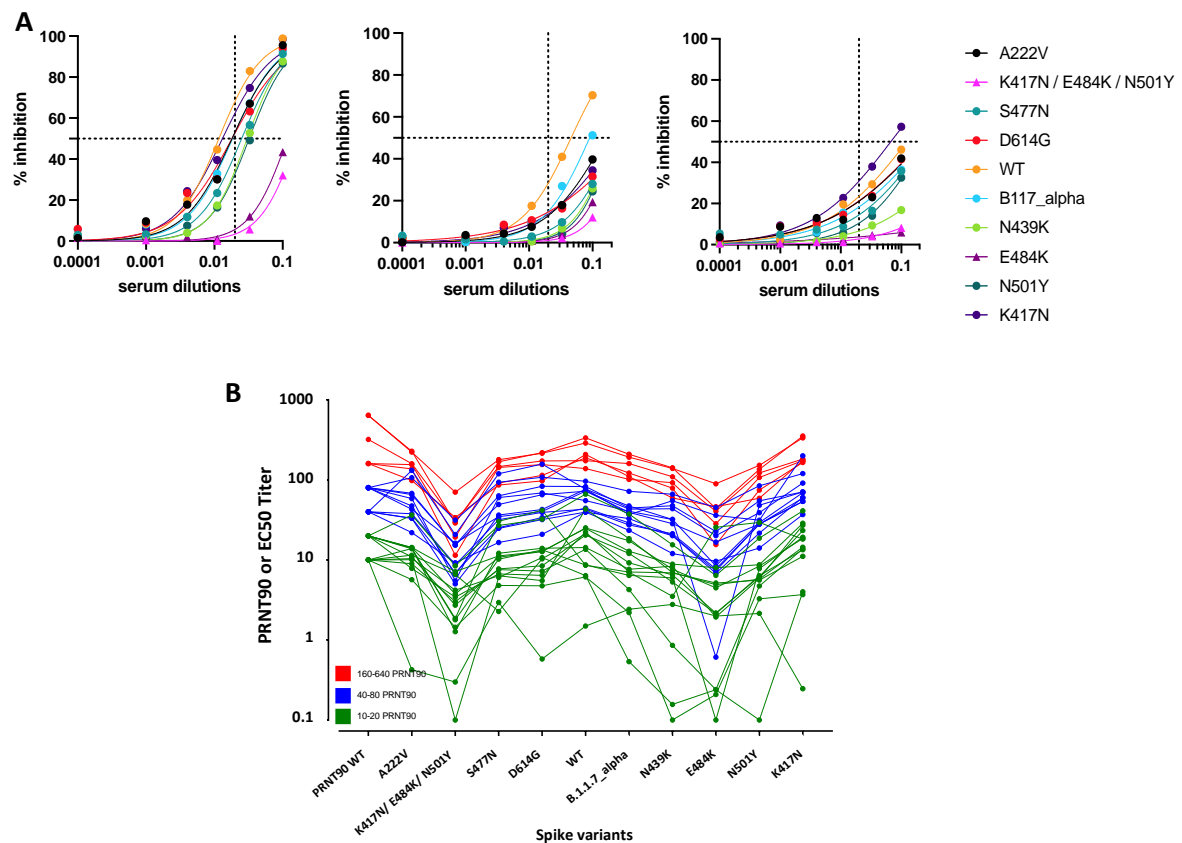 A
100
80
60
40
20
0
% inhibition
0.0001
0.001
0.01
0.1
serum dilutions
100
80
60
40
20
0
% inhibition
0.0001
0.001
0.01
0.1
serum dilutions
100
80
60
40
20
0
% inhibition
0.0001
0.001
0.01
0.1
serum dilutions
A222V
K417N / E484K / N501Y
S477N
D614G
WT
B117_alpha
N439K
E484K
N501Y
K417N
B
1000
100
10
1
0.1
PRNT90 or EC50 Titer
160-640 PRNT90
40-80 PRNT90
10-20 PRNT90
PRNT90 WT
A222V
K417N/ E484K/ N501Y
S477N
D614G
WT
B.1.1.7_alpha
N439K
E484K
N501Y
K417N
Spike variants